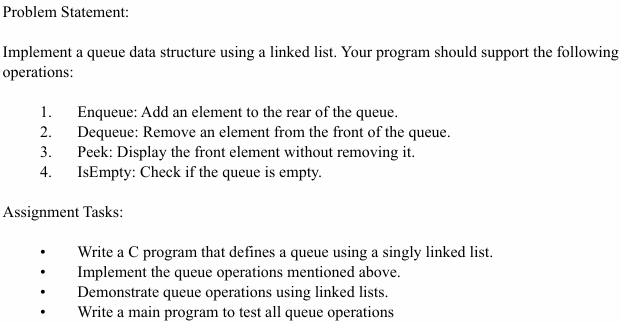 Problem Statement:
Implement a queue data structure using a linked list. Your program should support the following
operations:
1. Enqueue: Add an element to the rear of the queue.
2. Dequeue: Remove an element from the front of the queue.
3. Peek: Display the front element without removing it.
4. IsEmpty: Check if the queue is empty.
Assignment Tasks:
• Write a C program that defines a queue using a singly linked list.
• Implement the queue operations mentioned above.
• Demonstrate queue operations using linked lists.
• Write a main program to test all queue operations